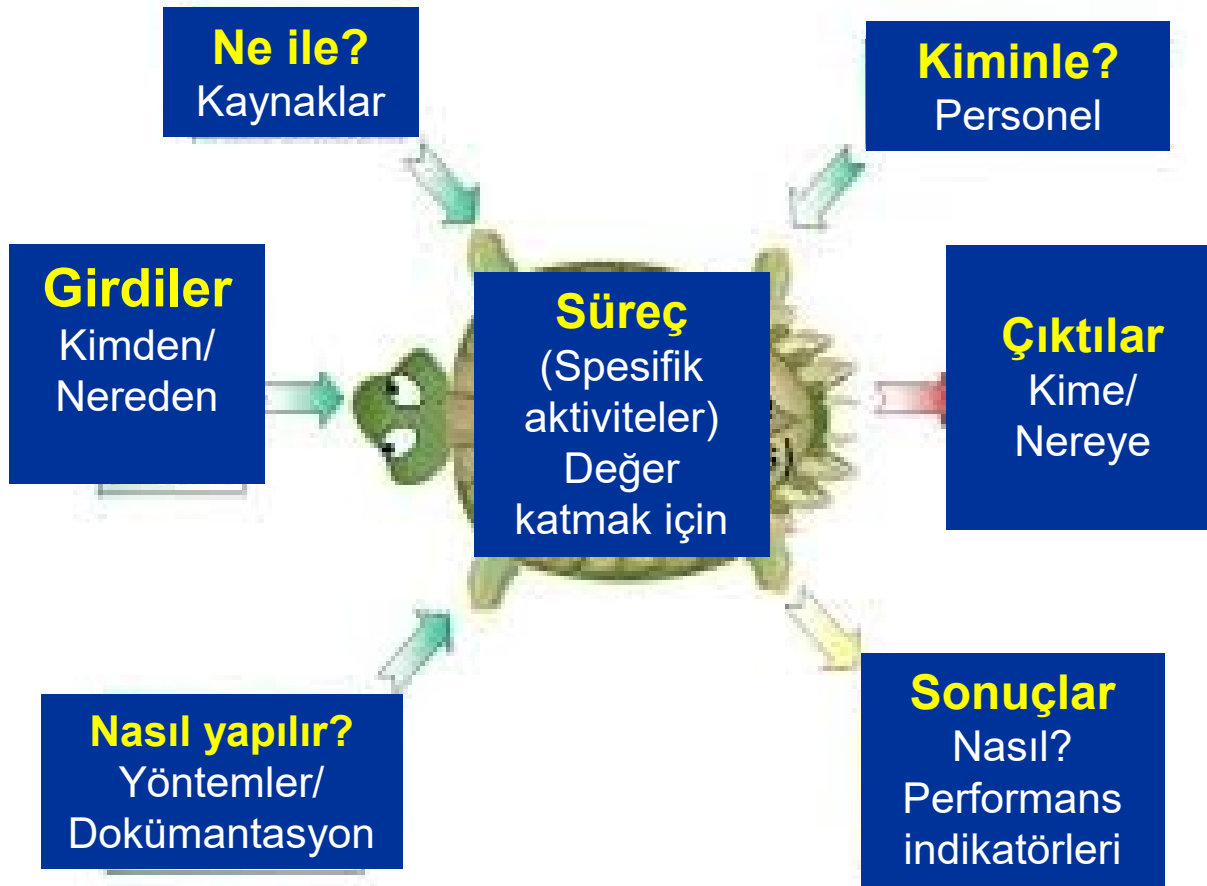 Ne ile?
Kaynaklar
Kiminle?
Personel
Girdiler
Kimden/
Nereden
Süreç
(Spesifik
aktiviteler)
Değer
katmak için
Çıktılar
Kime/
Nereye
Nasıl yapılır?
Yöntemler/
Dokümantasyon
Sonuçlar
Nasıl?
Performans
indikatörleri